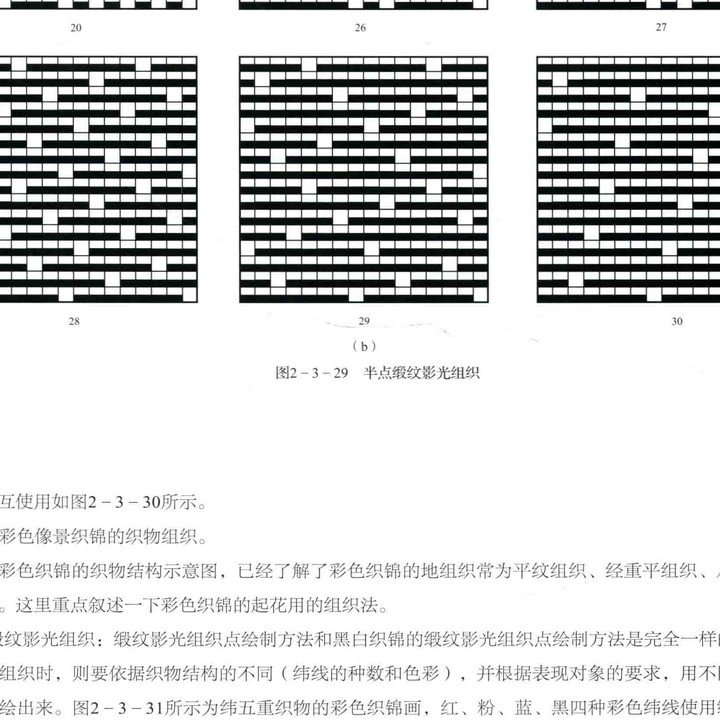 20 26 27
28 29 30
(b)
图2－3－29 半点缎纹影光组织
互使用如图2－3－30所示。
彩色像景织锦的织物组织。
彩色织锦的织物结构示意图，已经了解了彩色织锦的地组织常为平纹组织、经重平组织、
。这里重点叙述一下彩色织锦的起花用的组织法。
纹影光组织：缎纹影光组织点绘制方法和黑白织锦的缎纹影光组织点绘制方法是完全一样
组织时，则要依据织物结构的不同（纬线的种数和色彩），并根据表现对象的要求，用不
绘出来。图2－3－31所示为纬五重织物的彩色织锦画，红、粉、蓝、黑四种彩色纬线使用